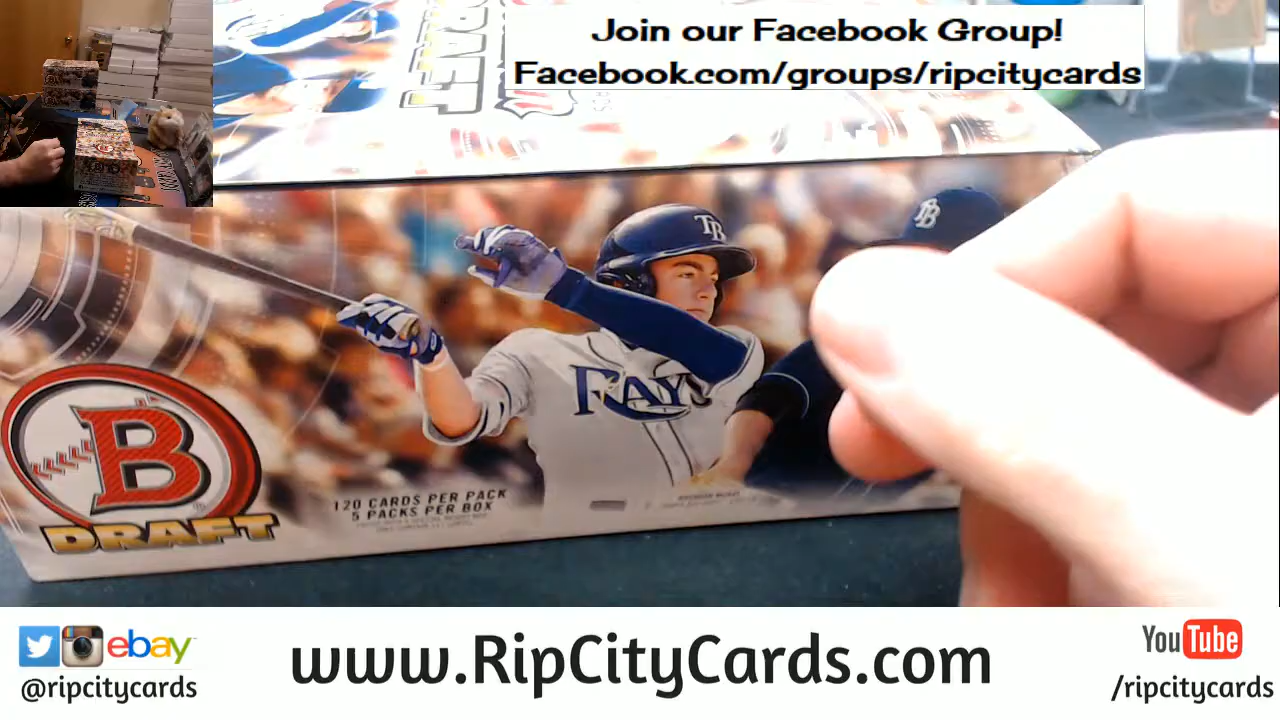 Join our Facebook Group!
Facebook.com/groups/ripcitycards
DRAFT
TB
TB
RAYS
B
DRAFT
120 CARDS PER PACK
5 PACKS PER BOX
ebay
@ripcitycards
www.RipCityCards.com
YouTube
/ripcitycards